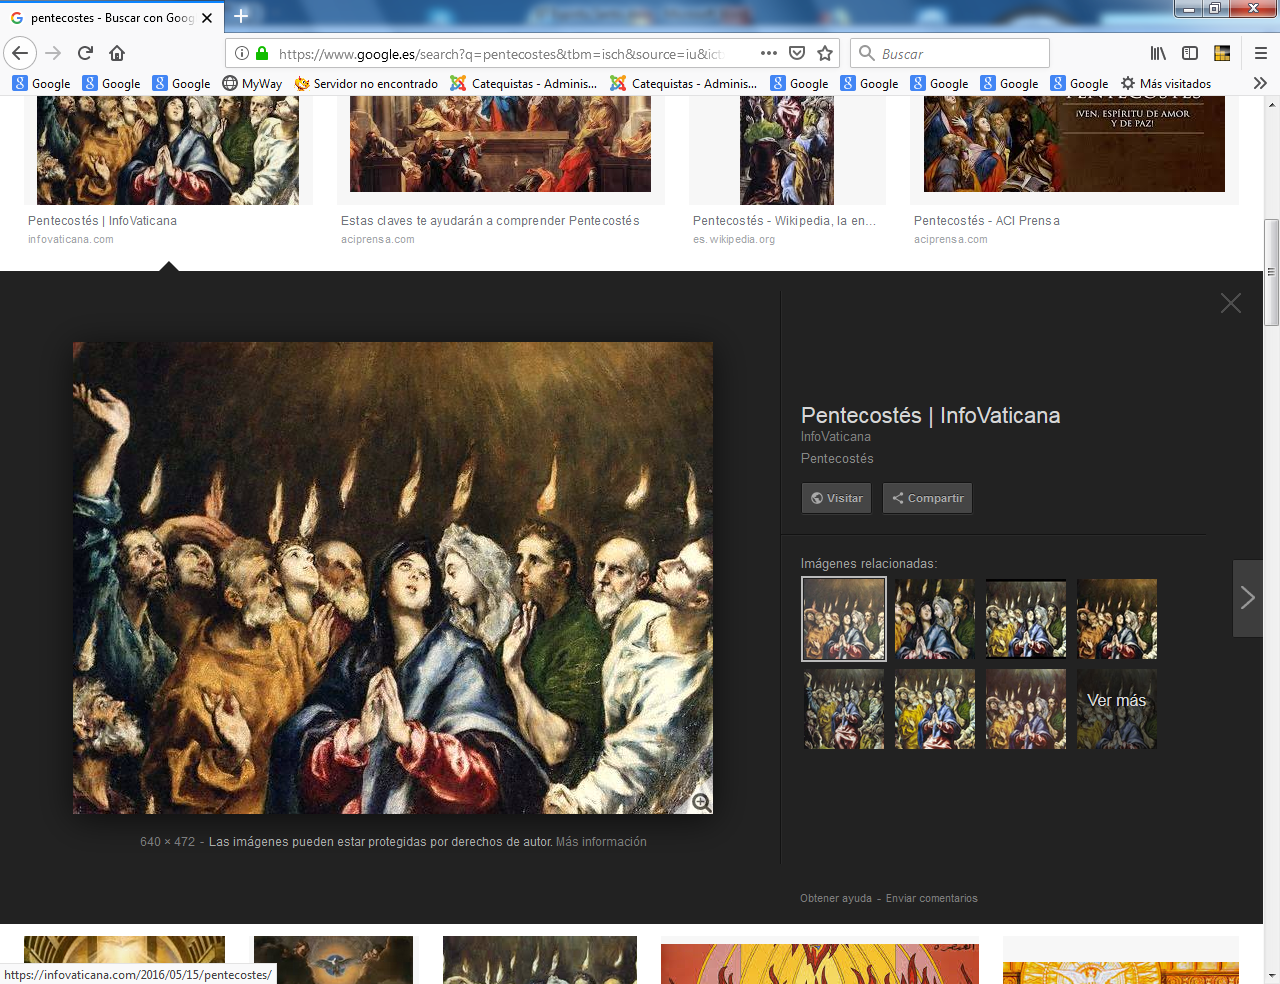 pentecostes - Buscar con Goog
https://www.google.es/search?q=pentecostes&tbm=isch&source=iu&ict
Buscar
Google
Google
Google
MyWay
Servidor no encontrado
Catequistas - Adminis...
Catequistas - Adminis...
Google
Google
Google
Google
Google
Más visitados
PENTECOSTÉS
¡VEN, ESPÍRITU DE AMOR
Y DE PAZ!
Pentecostés | InfoVaticana
infovaticana.com
Estas claves te ayudarán a comprender Pentecostés
aciprensa.com
Pentecostés - Wikipedia, la en...
es.wikipedia.org
Pentecostés - ACI Prensa
aciprensa.com
Pentecostés | InfoVaticana
InfoVaticana
Pentecostés
Visitar
Compartir
Imágenes relacionadas:
Ver más
640 × 472 - Las imágenes pueden estar protegidas por derechos de autor. Más información
Obtener ayuda - Enviar comentarios
https://infovaticana.com/2016/05/15/pentecostes/